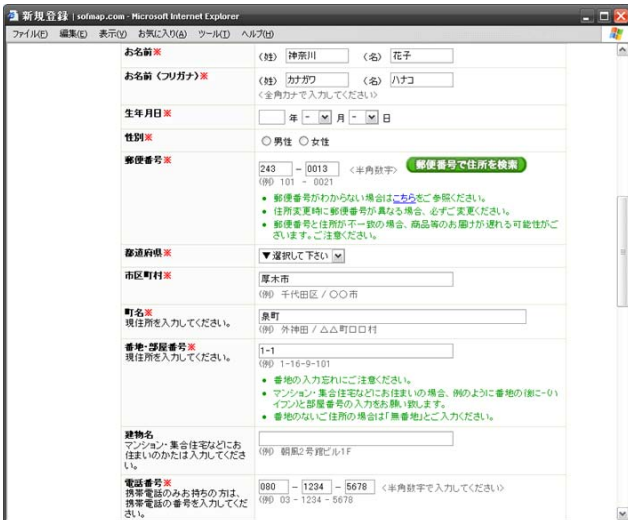 新規登録 | sofmap.com - Microsoft Internet Explorer
ファイル(F) 編集(E) 表示(V) お気に入り(A) ツール(T) ヘルプ(H)
お名前※ (姓) 神奈川 (名) 花子
お名前 (フリガナ)※ (姓) カナガワ (名) ハナコ
<全角カナで入力してください>
生年月日※ 年 - 月 - 日
性別※ 男性 女性
郵便番号※ 243 - 0013 <半角数字> 郵便番号で住所を検索
(例) 101 - 0021
• 郵便番号がわからない場合はこちらをご参照ください。
• 住所変更時に郵便番号が異なる場合、必ずご変更ください。
• 郵便番号と住所が不一致の場合、商品等のお届けが遅れる可能性がご
ざいます。ご注意ください。
都道府県※ ▼選択して下さい
市区町村※ 厚木市
(例) 千代田区 / 〇〇市
町名※ 泉町
現住所を入力してください。
(例) 外神田 / △△町口口村
番地・部屋番号※ 1-1
現住所を入力してください。
(例) 1-16-9-101
• 番地の入力忘れにご注意ください。
• マンション・集合住宅などにお住まいの場合、例のように番地の後に-(ハ
イフン)と部屋番号の入力をお願い致します。
• 番地のないご住所の場合は「無番地」とご入力ください。
建物名
マンション・集合住宅などにお
住まいのかたは入力してくださ
い。
(例) 朝風2号館ビル1F
電話番号※ 080 - 1234 - 5678 <半角数字で入力してください>
携帯電話のみお持ちの方は、
携帯電話の番号を入力してくだ
さい。
(例) 03 - 1234 - 5678